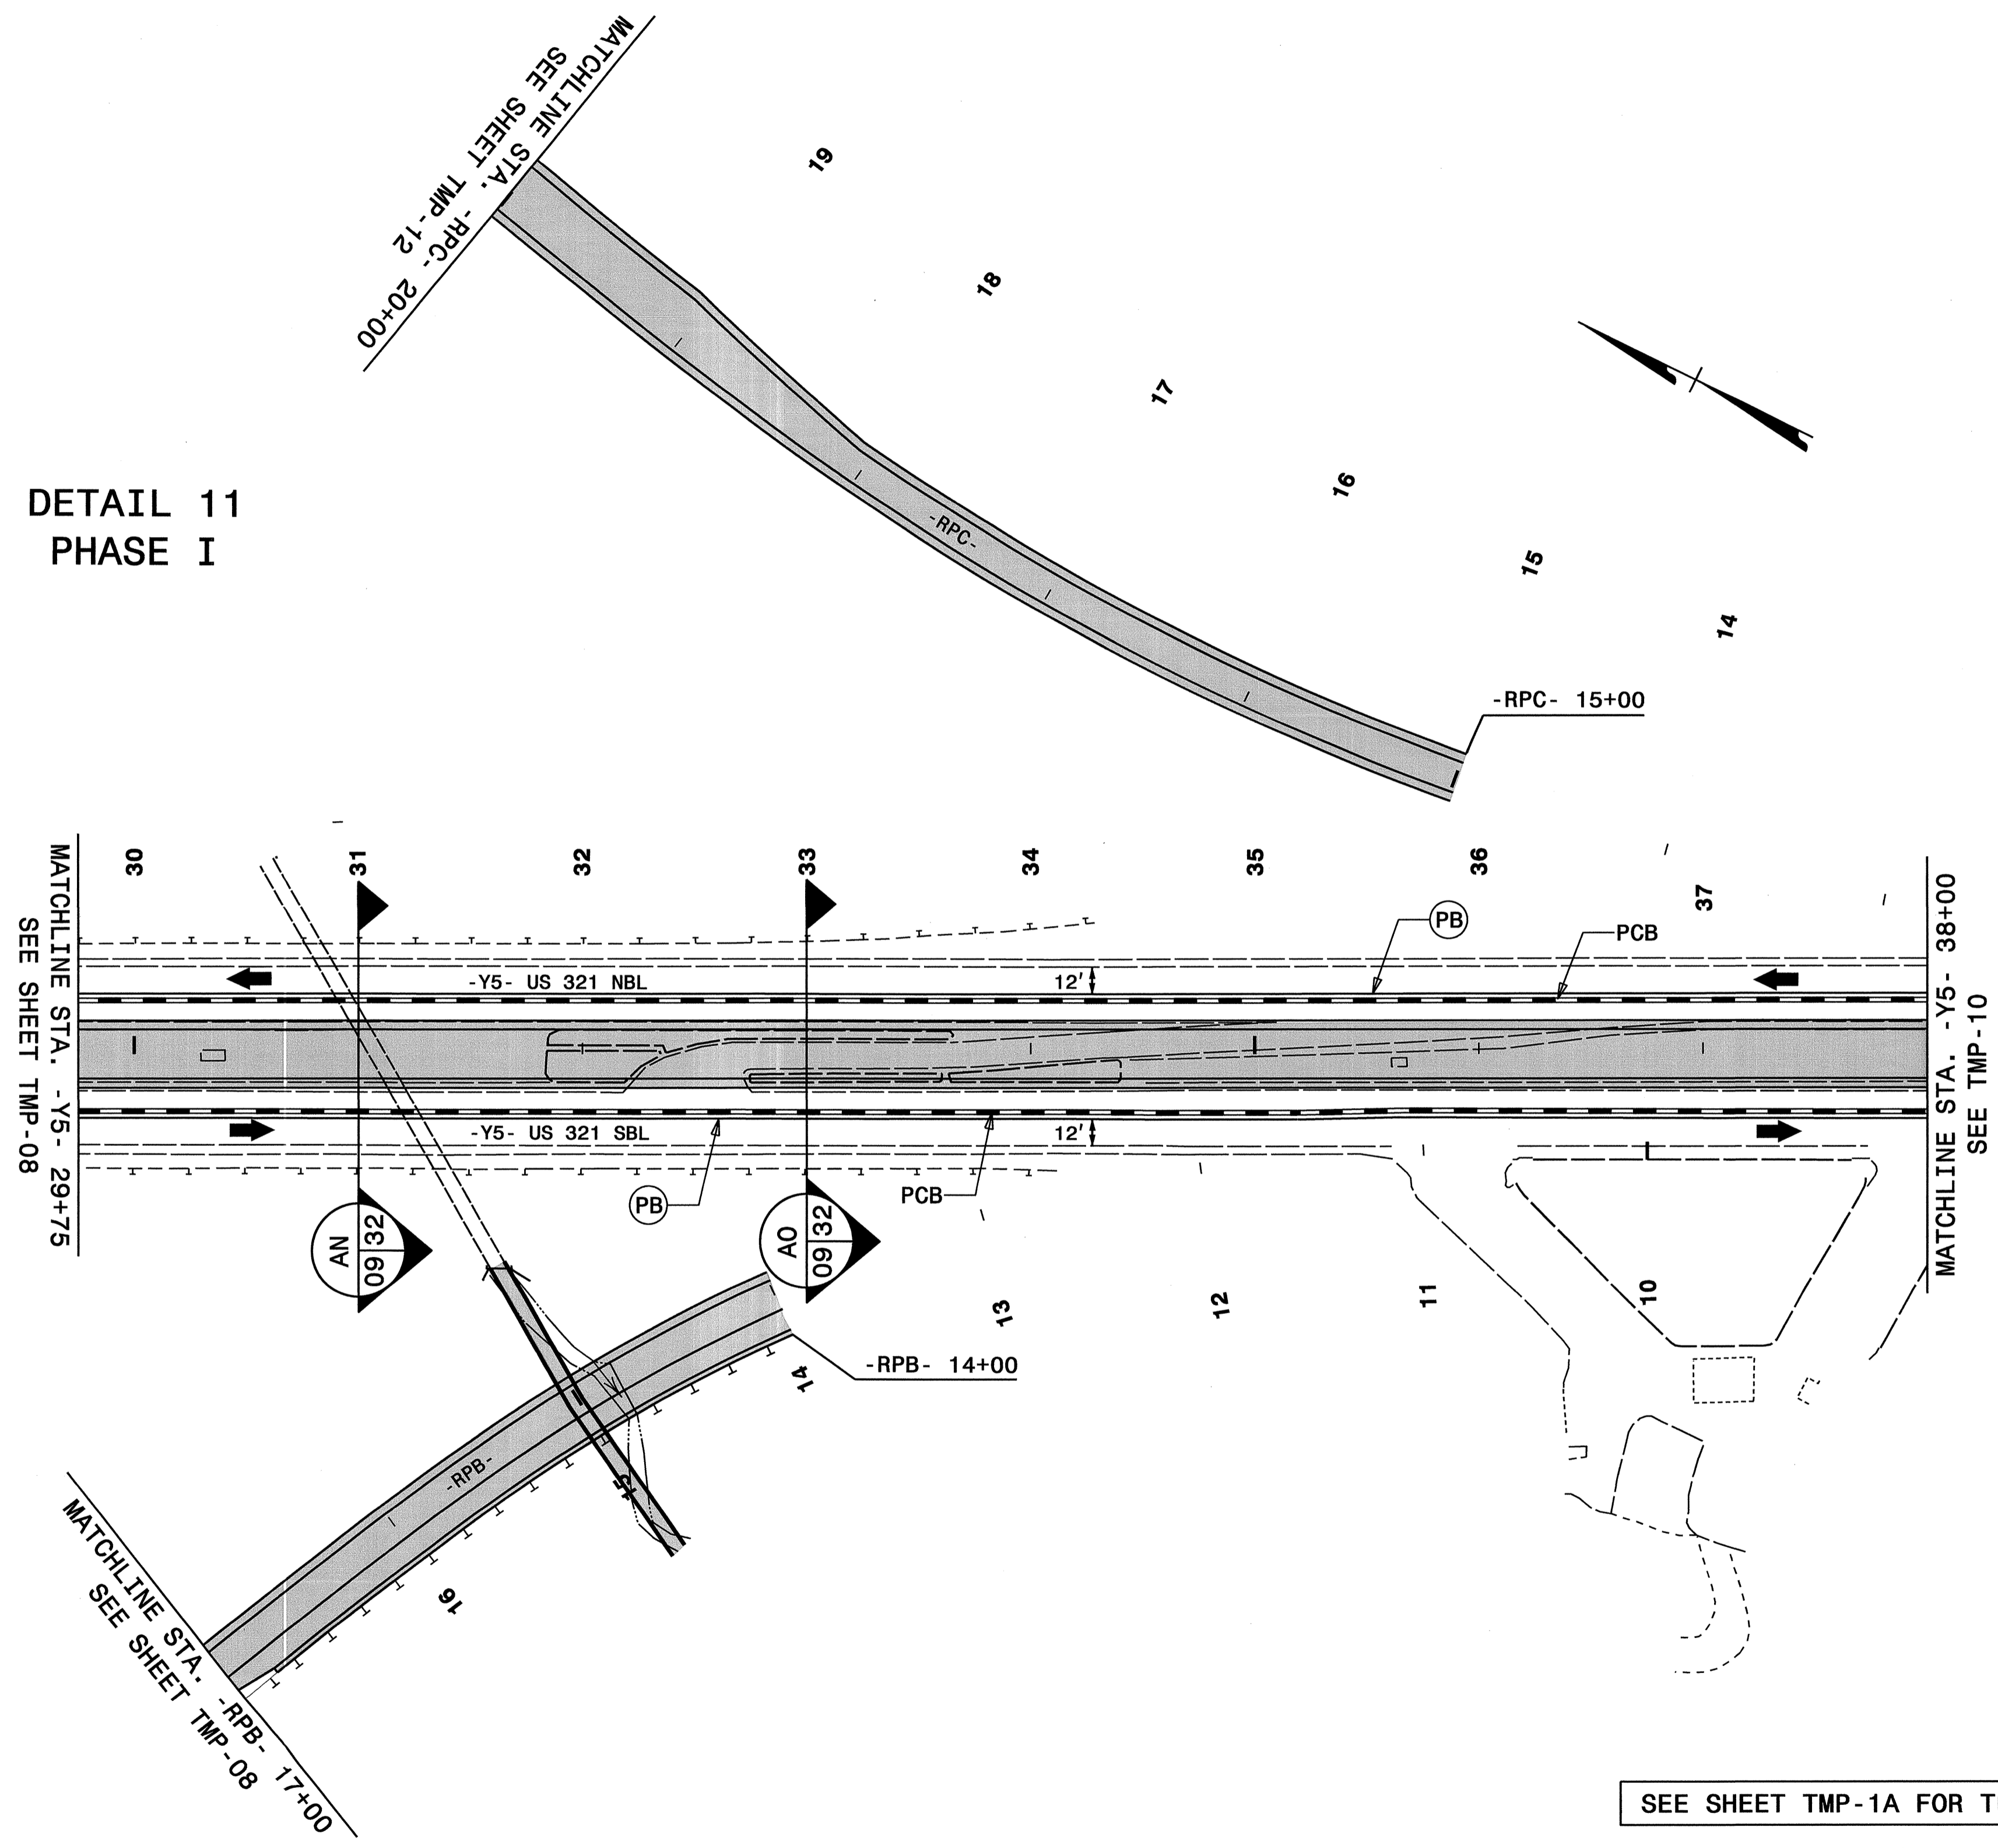 MATCHLINE STA. -RPC- 20+00
SEE SHEET TMP-12
19
18
17
16
15
14
DETAIL 11
PHASE I
-RPC-
-RPC- 15+00
MATCHLINE STA. -Y5- 29+75
SEE SHEET TMP-08
30
31
32
33
34
35
36
37
MATCHLINE STA. -Y5- 38+00
SEE TMP-10
PB
PCB
-Y5- US 321 NBL
12'
-Y5- US 321 SBL
12'
PB
PCB
AN
09 32
AO
09 32
13
12
11
10
-RPB- 14+00
14
15
16
-RPB-
MATCHLINE STA. -RPB- 17+00
SEE SHEET TMP-08
SEE SHEET TMP-1A FOR